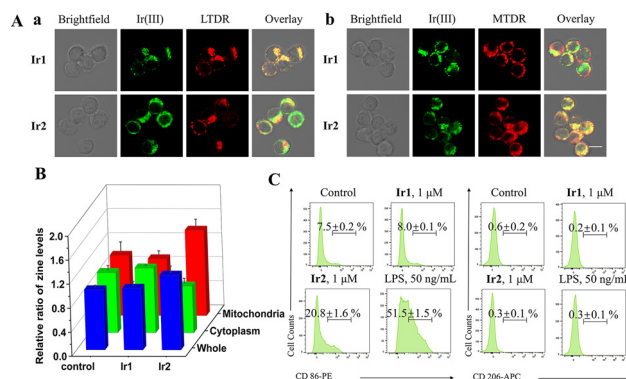 A a Brightfield Ir(III) LTDR Overlay
Ir1
Ir2
b Brightfield Ir(III) MTDR Overlay
Ir1
Ir2
B
Relative ratio of zinc levels
2.0
1.6
1.2
0.8
0.4
0.0
control Ir1 Ir2
Mitochondria
Cytoplasm
Whole
C
Control Ir1, 1 μM
7.5±0.2 % 8.0±0.1 %
Ir2, 1 μM LPS, 50 ng/mL
20.8±1.6 % 51.5±1.5 %
Control Ir1, 1 μM
0.6±0.2 % 0.2±0.1 %
Ir2, 1 μM LPS, 50 ng/mL
0.3±0.1 % 0.3±0.1 %
Cell Counts
CD 86-PE
CD 206-APC